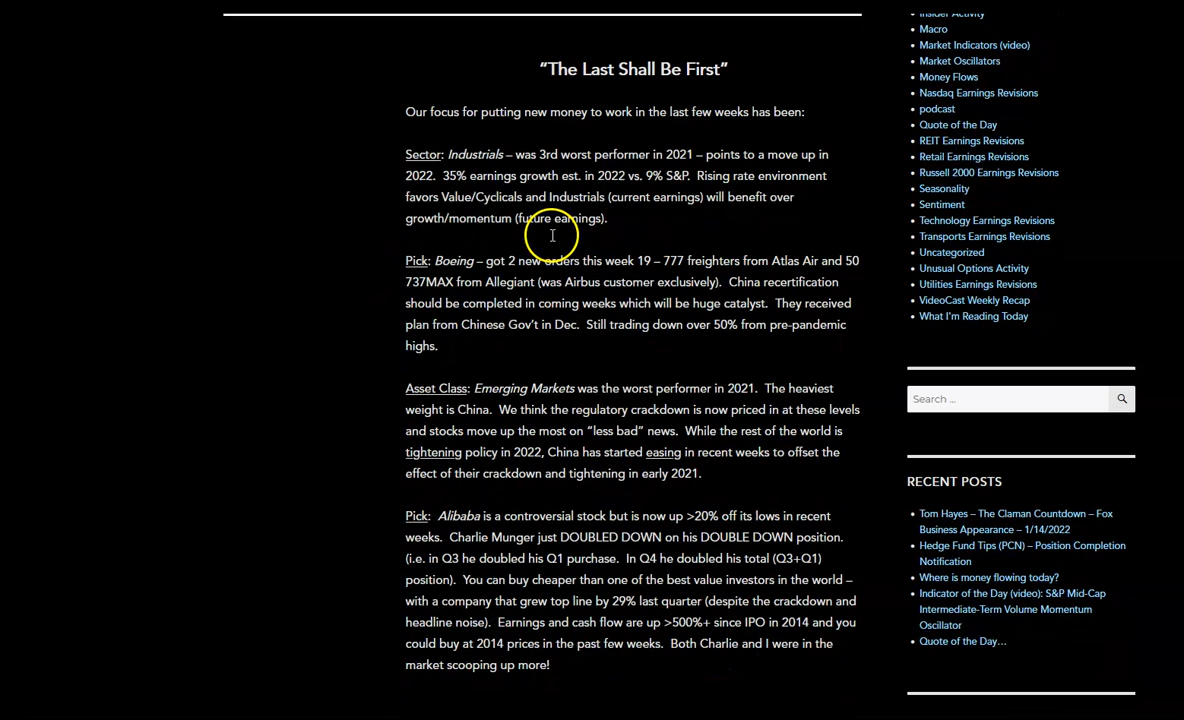 “The Last Shall Be First”
Our focus for putting new money to work in the last few weeks has been:
Sector: Industrials – was 3rd worst performer in 2021 – points to a move up in
2022.  35% earnings growth est. in 2022 vs. 9% S&P.  Rising rate environment
favors Value/Cyclicals and Industrials (current earnings) will benefit over
growth/momentum (future earnings).
Pick: Boeing – got 2 new orders this week 19 – 777 freighters from Atlas Air and 50
737MAX from Allegiant (was Airbus customer exclusively).  China recertification
should be completed in coming weeks which will be huge catalyst.  They received
plan from Chinese Gov’t in Dec.  Still trading down over 50% from pre-pandemic
highs.
Asset Class: Emerging Markets was the worst performer in 2021.  The heaviest
weight is China.  We think the regulatory crackdown is now priced in at these levels
and stocks move up the most on “less bad” news.  While the rest of the world is
tightening policy in 2022, China has started easing in recent weeks to offset the
effect of their crackdown and tightening in early 2021.
Pick:  Alibaba is a controversial stock but is now up >20% off its lows in recent
weeks.  Charlie Munger just DOUBLED DOWN on his DOUBLE DOWN position.
(i.e. in Q3 he doubled his Q1 purchase.  In Q4 he doubled his total (Q3+Q1)
position).  You can buy cheaper than one of the best value investors in the world –
with a company that grew top line by 29% last quarter (despite the crackdown and
headline noise).  Earnings and cash flow are up >500%+ since IPO in 2014 and you
could buy at 2014 prices in the past few weeks.  Both Charlie and I were in the
market scooping up more!
Insider Activity
Macro
Market Indicators (video)
Market Oscillators
Money Flows
Nasdaq Earnings Revisions
podcast
Quote of the Day
REIT Earnings Revisions
Retail Earnings Revisions
Russell 2000 Earnings Revisions
Seasonality
Sentiment
Technology Earnings Revisions
Transports Earnings Revisions
Uncategorized
Unusual Options Activity
Utilities Earnings Revisions
VideoCast Weekly Recap
What I'm Reading Today
Search …
RECENT POSTS
Tom Hayes – The Claman Countdown – Fox
Business Appearance – 1/14/2022
Hedge Fund Tips (PCN) – Position Completion
Notification
Where is money flowing today?
Indicator of the Day (video): S&P Mid-Cap
Intermediate-Term Volume Momentum
Oscillator
Quote of the Day…